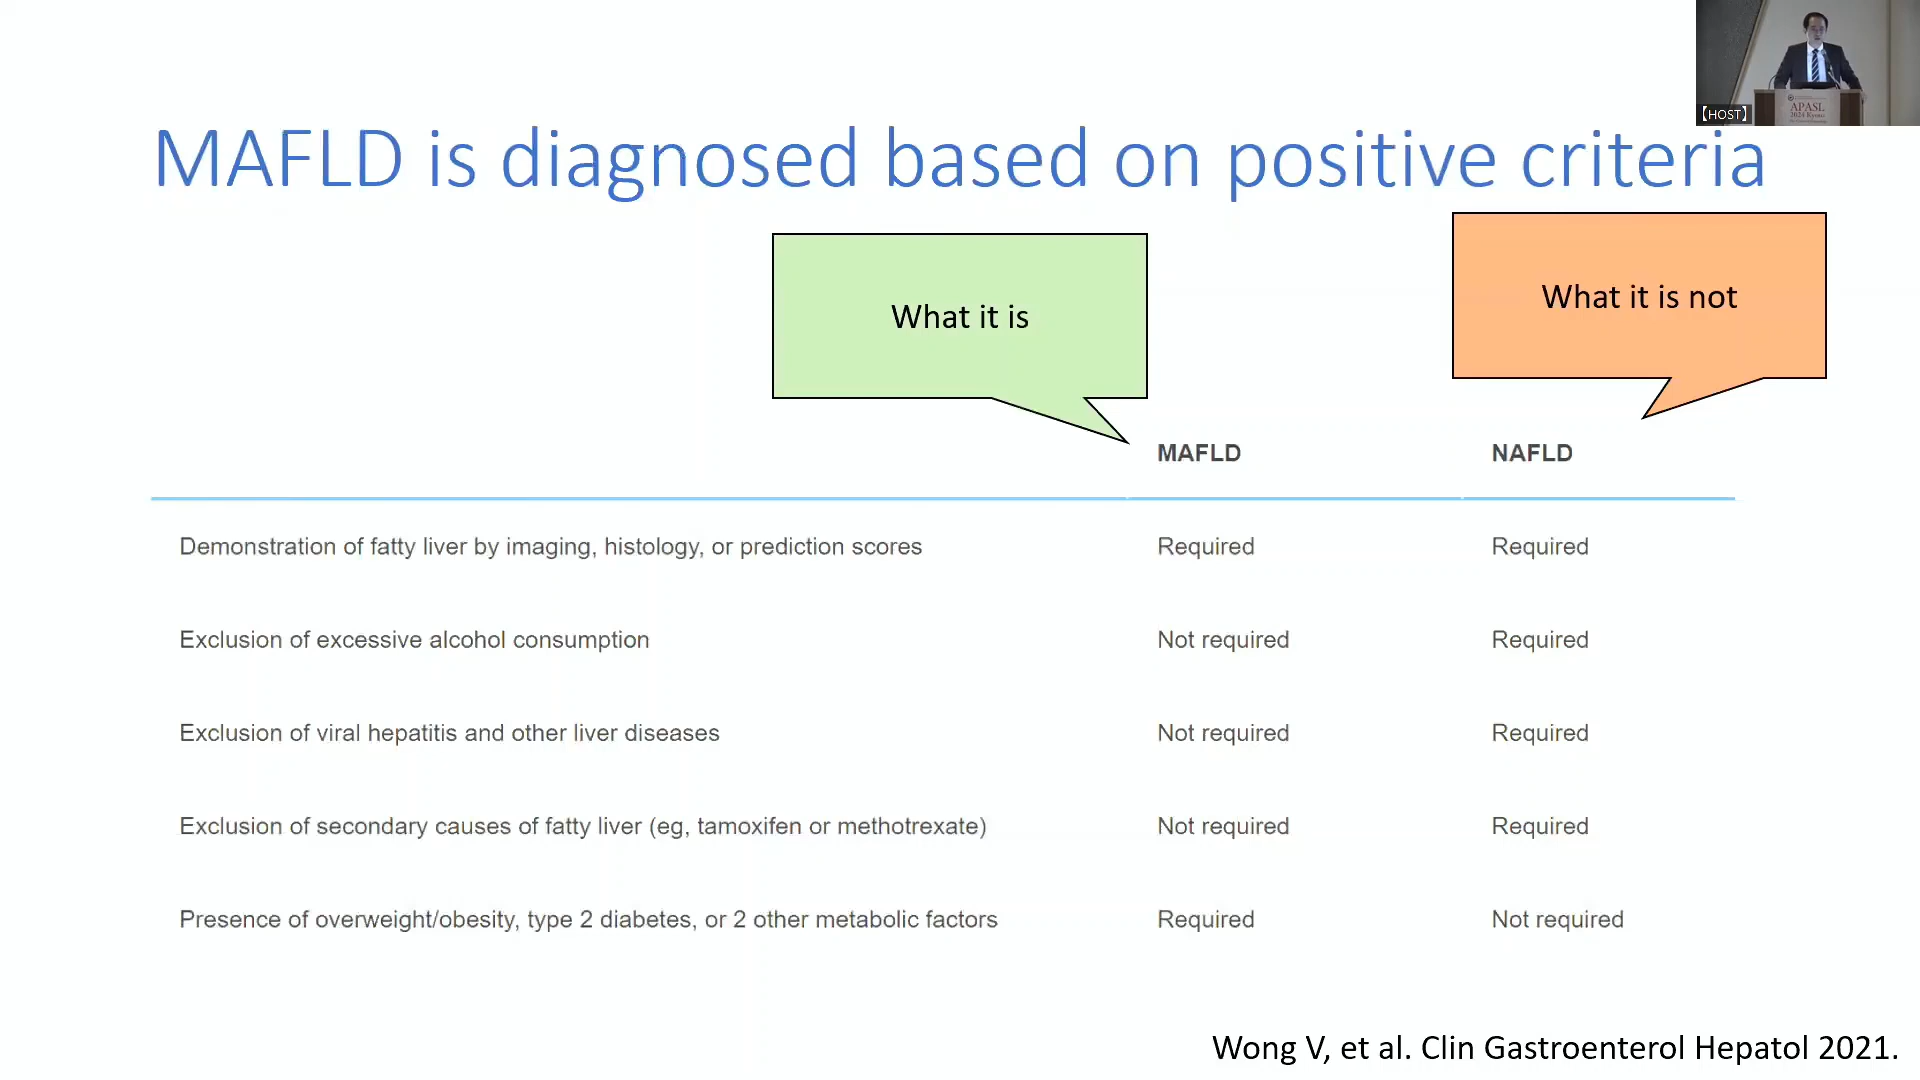 【HOST】
APASL
2024 Kyoto
MAFLD is diagnosed based on positive criteria
What it is
What it is not
MAFLD NAFLD
Demonstration of fatty liver by imaging, histology, or prediction scores Required Required
Exclusion of excessive alcohol consumption Not required Required
Exclusion of viral hepatitis and other liver diseases Not required Required
Exclusion of secondary causes of fatty liver (eg, tamoxifen or methotrexate) Not required Required
Presence of overweight/obesity, type 2 diabetes, or 2 other metabolic factors Required Not required
Wong V, et al. Clin Gastroenterol Hepatol 2021.